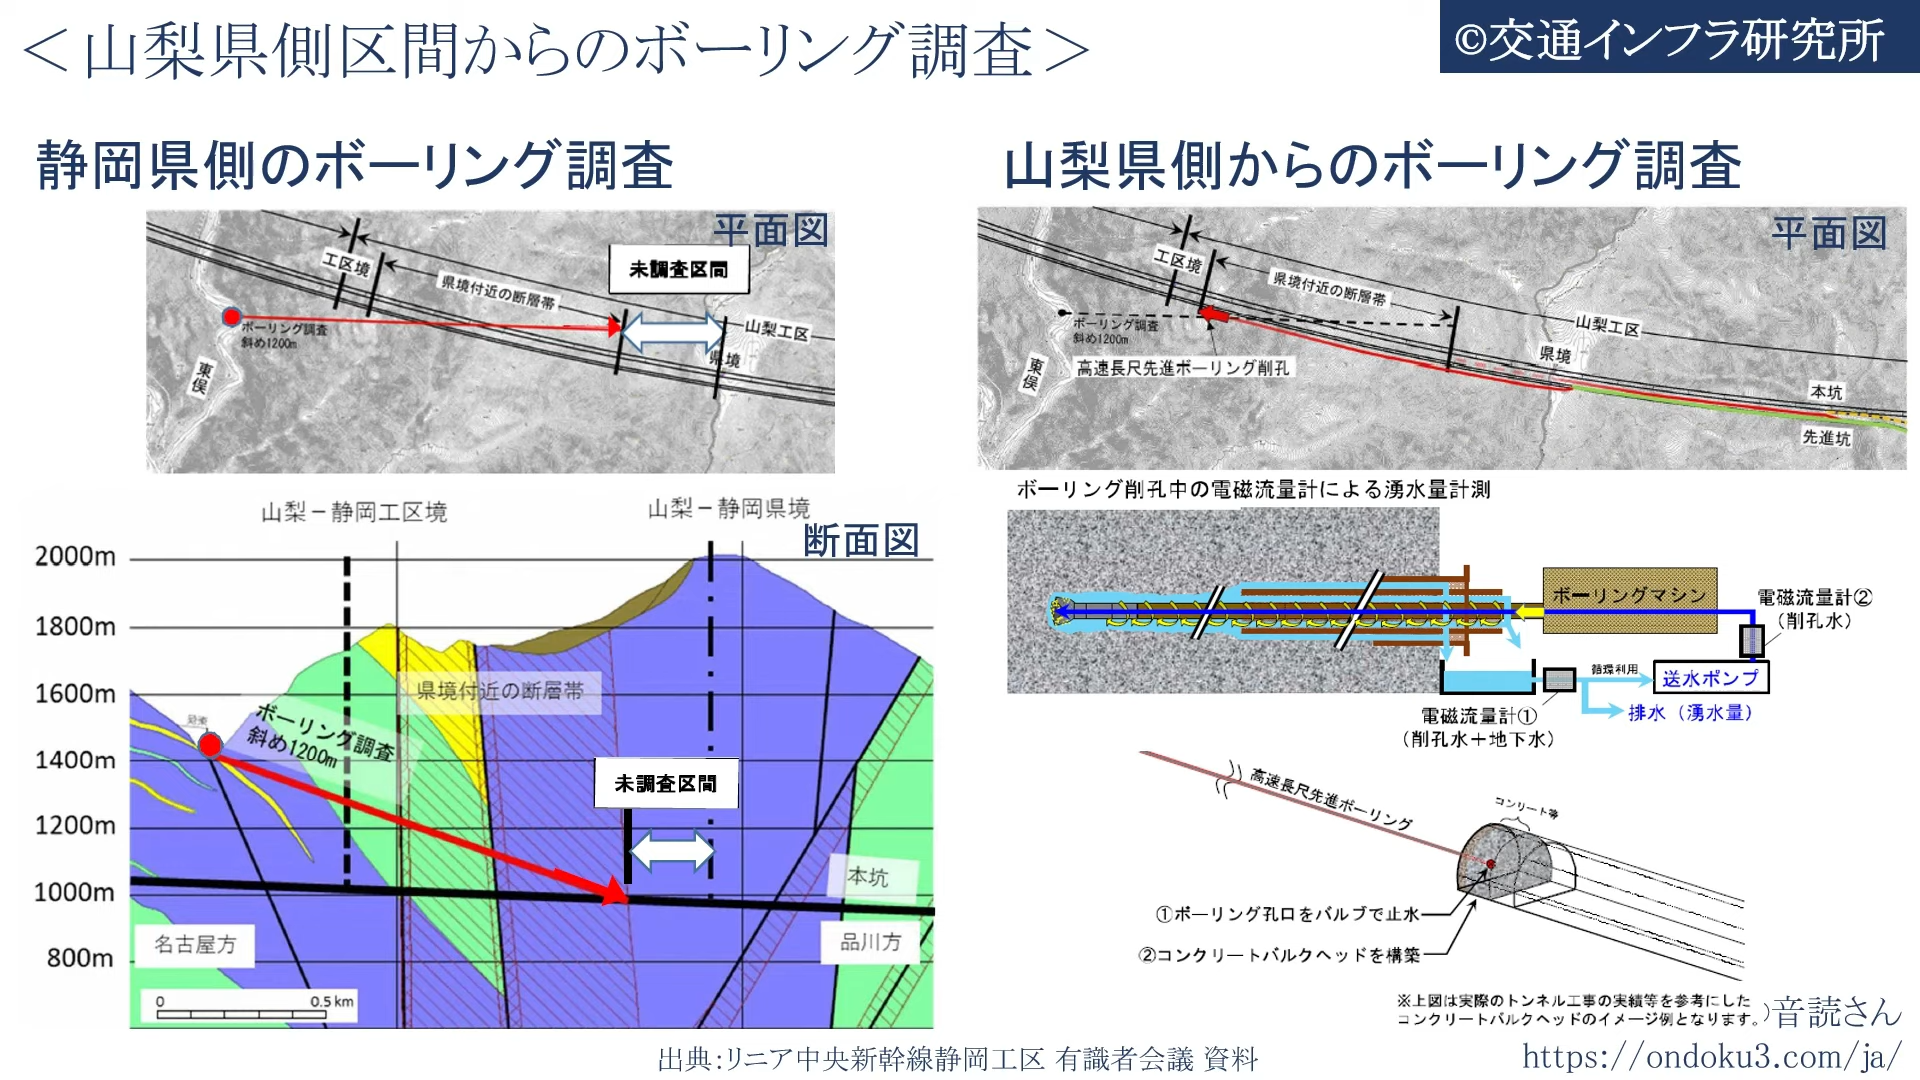 ＜山梨県側区間からのボーリング調査＞
©交通インフラ研究所
静岡県側のボーリング調査
平面図
工区境
県境付近の断層帯
未調査区間
山梨工区
県境
ボーリング調査
斜め1200m
東俣
山梨－静岡工区境
山梨－静岡県境
断面図
2000m
1800m
1600m
1400m
1200m
1000m
800m
県境付近の断層帯
ボーリング調査
斜め1200m
未調査区間
本坑
名古屋方
品川方
0
0.5 km
山梨県側からのボーリング調査
平面図
工区境
県境付近の断層帯
山梨工区
ボーリング調査
斜め1200m
県境
東俣
高速長尺先進ボーリング削孔
本坑
先進坑
ボーリング削孔中の電磁流量計による湧水量計測
ボーリングマシン
電磁流量計②
（削孔水）
循環利用
送水ポンプ
電磁流量計①
（削孔水＋地下水）
排水（湧水量）
高速長尺先進ボーリング
コンクリート等
①ボーリング孔口をバルブで止水
②コンクリートバルクヘッドを構築
※上図は実際のトンネル工事の実績等を参考にした
コンクリートバルクヘッドのイメージ例となります。
音読さん
出典：リニア中央新幹線静岡工区 有識者会議 資料
https://ondoku3.com/ja/